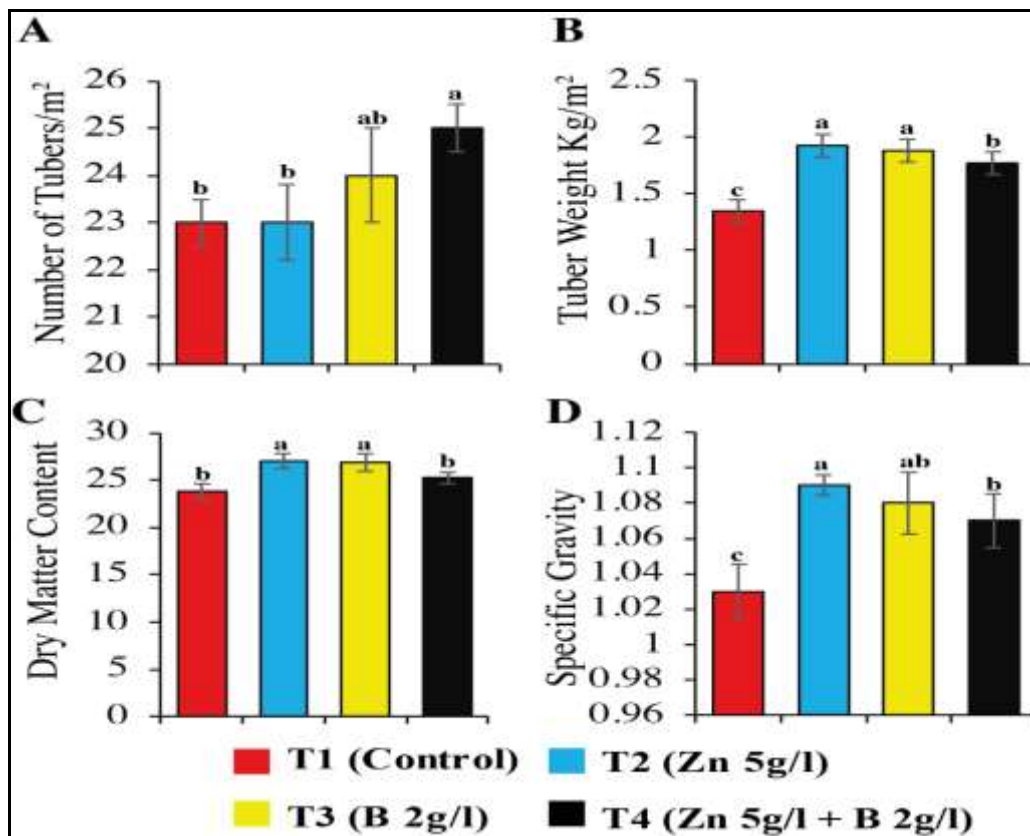 A
Number of Tubers/m²
26
25
24
23
22
21
20
b
b
ab
a
B
Tuber Weight Kg/m²
2.5
2
1.5
1
0.5
0
c
a
a
b
C
Dry Matter Content
30
25
20
15
10
5
0
b
a
a
b
D
Specific Gravity
1.12
1.1
1.08
1.06
1.04
1.02
1
0.98
0.96
c
a
ab
b
T1 (Control)
T2 (Zn 5g/l)
T3 (B 2g/l)
T4 (Zn 5g/l + B 2g/l)